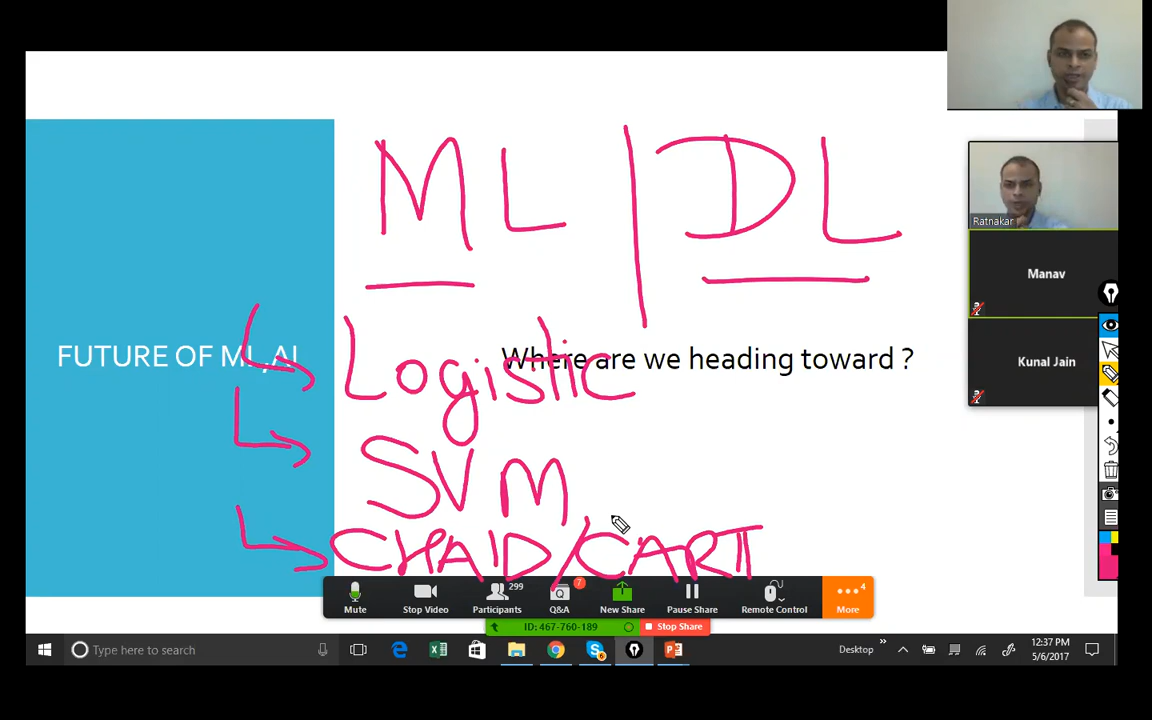 ML | DL
FUTURE OF ML,AI
Where are we heading toward ?
Logistic
SVM
CHAID/CART
Ratnakar
Manav
Kunal Jain
Mute
Stop Video
299
Participants
7
Q&A
New Share
Pause Share
Remote Control
4
More
ID: 467-760-189
Stop Share
Type here to search
Desktop
12:37 PM
5/6/2017